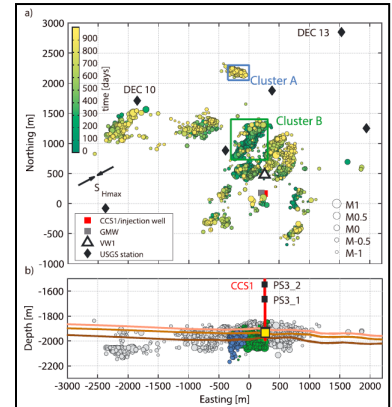 a)
3000
2500
2000
1500
1000
500
0
-500
-1000
Northing [m]
time [days]
900
800
700
600
500
400
300
200
100
0
DEC 13
DEC 10
Cluster A
Cluster B
S Hmax
CCS1/injection well
GMW
VW1
USGS station
M1
M0.5
M0
M-0.5
M-1
b)
CCS1
PS3_2
PS3_1
Depth [m]
-1600
-1800
-2000
-2200
-3000 -2500 -2000 -1500 -1000 -500 0 500 1000 1500 2000
Easting [m]